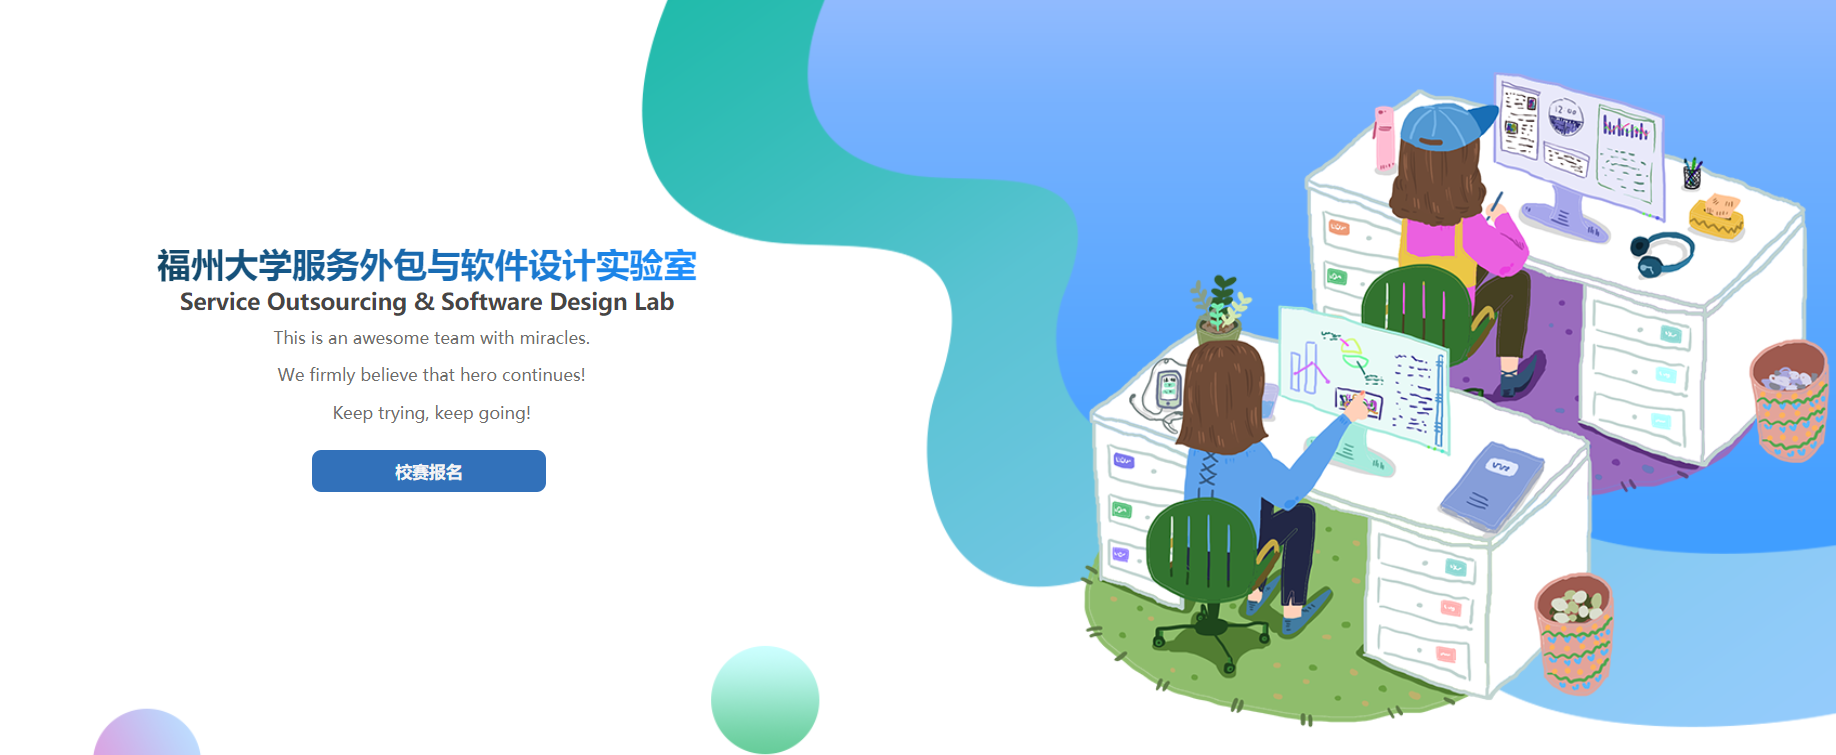 福州大学服务外包与软件设计实验室
Service Outsourcing & Software Design Lab
This is an awesome team with miracles.
We firmly believe that hero continues!
Keep trying, keep going!
校赛报名
12:00